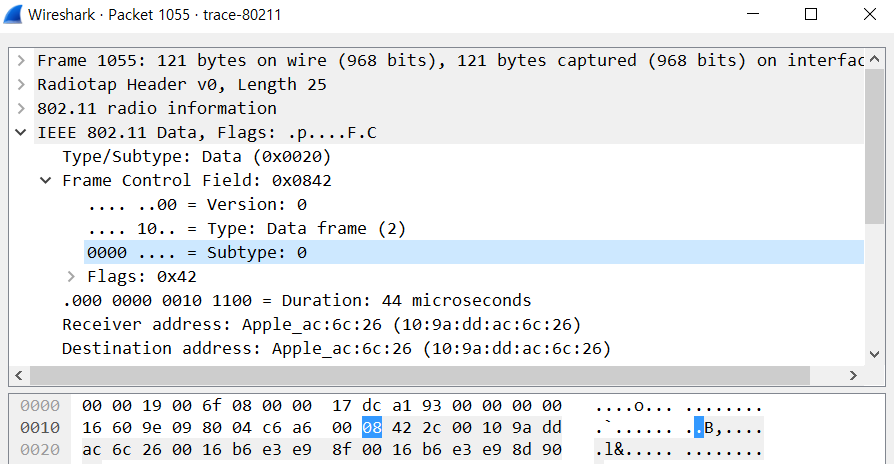 Wireshark · Packet 1055 · trace-80211
Frame 1055: 121 bytes on wire (968 bits), 121 bytes captured (968 bits) on interfac
Radiotap Header v0, Length 25
802.11 radio information
IEEE 802.11 Data, Flags: .p....F.C
Type/Subtype: Data (0x0020)
Frame Control Field: 0x0842
.... ..00 = Version: 0
.... 10.. = Type: Data frame (2)
0000 .... = Subtype: 0
Flags: 0x42
.000 0000 0010 1100 = Duration: 44 microseconds
Receiver address: Apple_ac:6c:26 (10:9a:dd:ac:6c:26)
Destination address: Apple_ac:6c:26 (10:9a:dd:ac:6c:26)
0000 00 00 19 00 6f 08 00 00 17 dc a1 93 00 00 00 00 ....o... ........
0010 16 60 9e 09 80 04 c6 a6 00 08 42 2c 00 10 9a dd .`...... ..B,....
0020 ac 6c 26 00 16 b6 e3 e9 8f 00 16 b6 e3 e9 8d 90 .l&..... ........